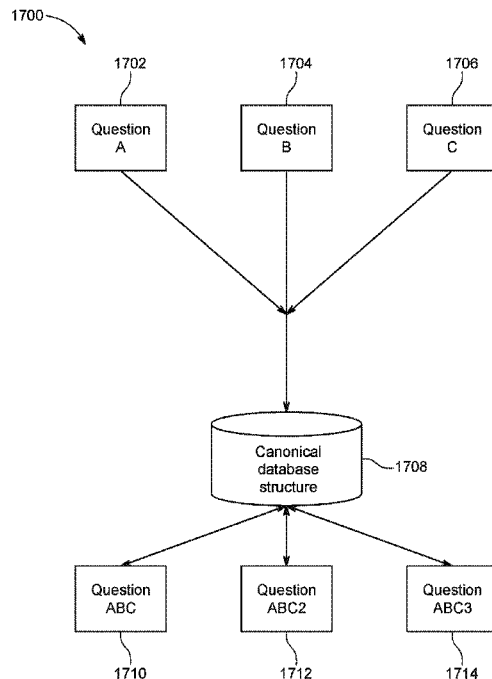 1700
1702
1704
1706
Question
A
Question
B
Question
C
Canonical
database
structure
1708
Question
ABC
Question
ABC2
Question
ABC3
1710
1712
1714